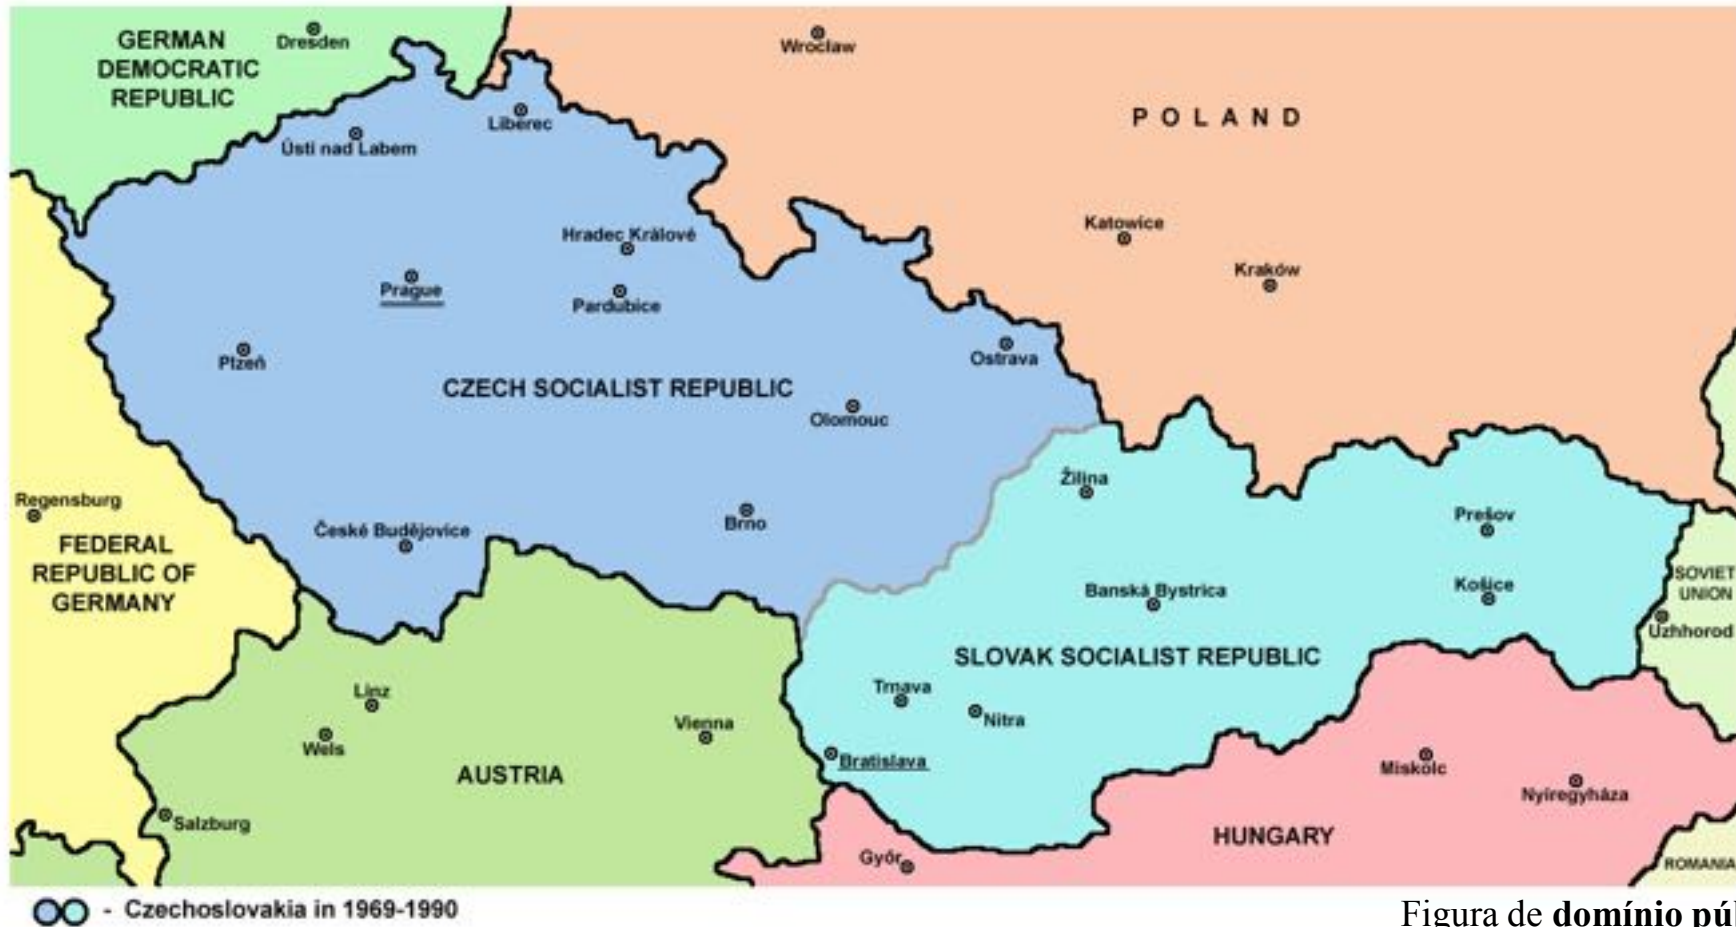 GERMAN
DEMOCRATIC
REPUBLIC
Dresden
Wrocław
POLAND
Liberec
Ústí nad Labem
Katowice
Hradec Králové
Kraków
Prague
Pardubice
Plzeň
Ostrava
CZECH SOCIALIST REPUBLIC
Olomouc
Žilina
Regensburg
Prešov
Brno
České Budějovice
FEDERAL
REPUBLIC OF
GERMANY
SOVIET
UNION
Košice
Banská Bystrica
Uzhhorod
SLOVAK SOCIALIST REPUBLIC
Trnava
Linz
Nitra
Vienna
Wels
Bratislava
Miskolc
AUSTRIA
Nyíregyháza
Salzburg
HUNGARY
Győr
ROMANIA
- Czechoslovakia in 1969-1990
Figura de domínio púb